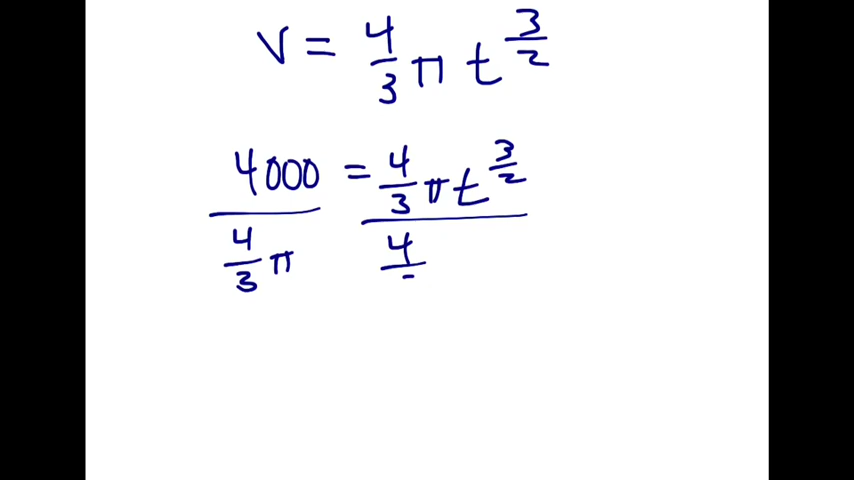 V = 4/3 π t^3/2
4000 = 4/3 π t^3/2
4/3 π 4